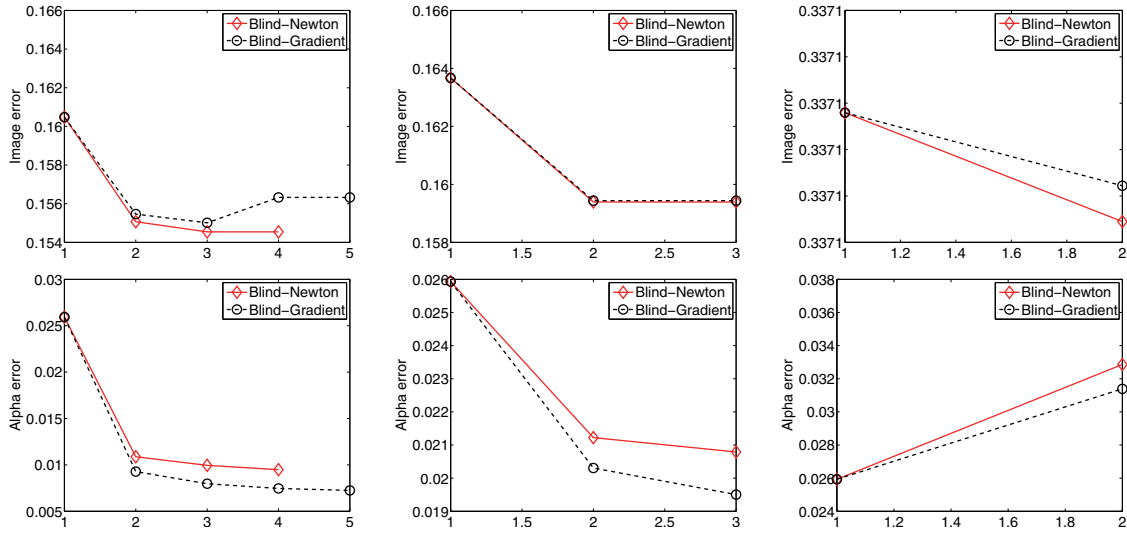 0.166
0.164
0.162
0.16
0.158
0.156
0.154
Image error
1 2 3 4 5
Blind−Newton
Blind−Gradient
0.166
0.164
0.162
0.16
0.158
Image error
1 1.5 2 2.5 3
Blind−Newton
Blind−Gradient
0.3371
0.3371
0.3371
0.3371
0.3371
0.3371
Image error
1 1.2 1.4 1.6 1.8 2
Blind−Newton
Blind−Gradient
0.03
0.025
0.02
0.015
0.01
0.005
Alpha error
1 2 3 4 5
Blind−Newton
Blind−Gradient
0.026
0.025
0.024
0.023
0.022
0.021
0.02
0.019
Alpha error
1 1.5 2 2.5 3
Blind−Newton
Blind−Gradient
0.038
0.036
0.034
0.032
0.03
0.028
0.026
0.024
Alpha error
1 1.2 1.4 1.6 1.8 2
Blind−Newton
Blind−Gradient